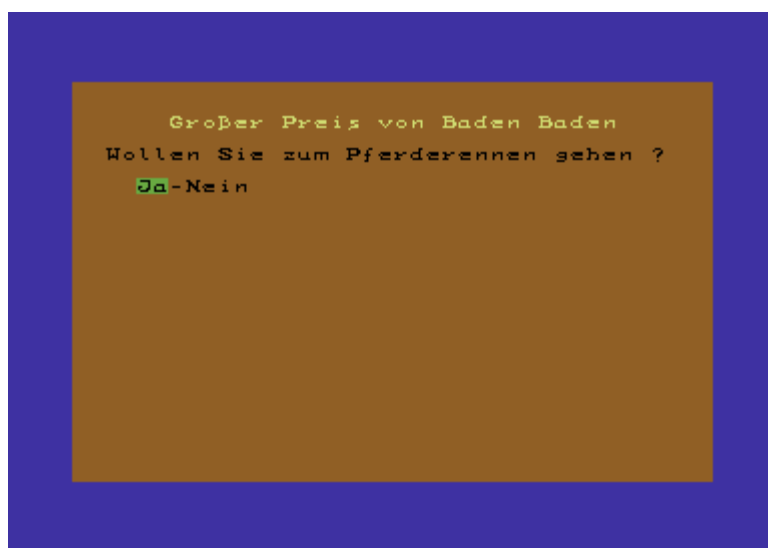 Großer Preis von Baden Baden
Wollen Sie zum Pferderennen gehen ?
Ja-Nein